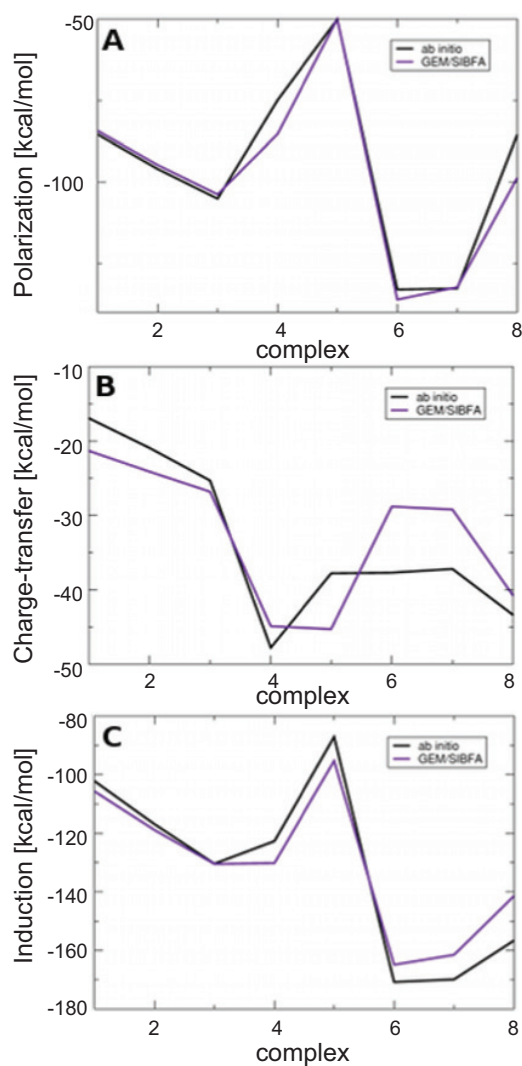 A
-50
ab initio
GEM/SIBFA
Polarization [kcal/mol]
-100
2
4
6
8
complex
B
-10
ab initio
GEM/SIBFA
Charge-transfer [kcal/mol]
-20
-30
-40
-50
2
4
6
8
complex
C
-80
ab initio
GEM/SIBFA
Induction [kcal/mol]
-100
-120
-140
-160
-180
2
4
6
8
complex